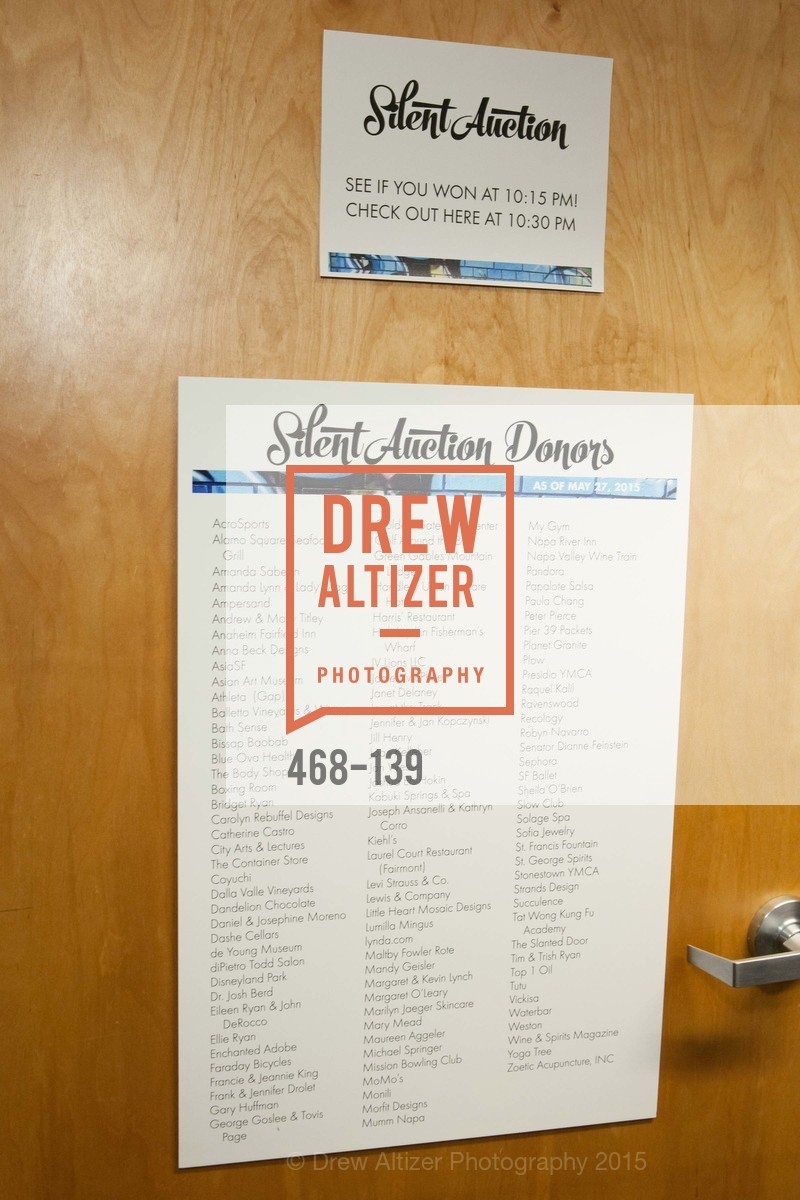 Silent Auction
SEE IF YOU WON AT 10:15 PM!
CHECK OUT HERE AT 10:30 PM
Silent Auction Donors
AS OF MAY 27, 2015
AcroSports
Alamo Square Seafood
Grill
Amanda
Amanda Lynn Lady
Ampersand
Andrew & Titley
Anaheim Fairfield Inn
Anna Beck Designs
AsiaSF
Asian Art Museum
Athleta (Gap)
Balletto Vineyards &
Bath Sense
Bissap Baobab
Blue Ova Health
The Body Shop
Boxing Room
Bridget Ryan
Carolyn Rebuffel Designs
Catherine Castro
City Arts & Lectures
The Container Store
Coyuchi
Dalla Valle Vineyards
Dandelion Chocolate
Daniel & Josephine Moreno
Dashe Cellars
de Young Museum
diPietro Todd Salon
Disneyland Park
Dr. Josh Berd
Eileen Ryan & John
DeRocco
Ellie Ryan
Enchanted Adobe
Faraday Bicycles
Francie & Jeannie King
Frank & Jennifer Drolet
Gary Huffman
George Goslee & Tovis
Page
Green Gables Mountain
Harris' Restaurant
Fisherman's
Wharf
JV Lions LLC
Janet Delaney
Jennifer & Jan Kopczynski
Jill Henry
Kabuki Springs & Spa
Joseph Ansanelli & Kathryn
Corro
Kiehl's
Laurel Court Restaurant
(Fairmont)
Levi Strauss & Co.
Lewis & Company
Little Heart Mosaic Designs
Lumilla Mingus
lynda.com
Maltby Fowler Rote
Mandy Geisler
Margaret & Kevin Lynch
Margaret O'Leary
Marilyn Jaeger Skincare
Mary Mead
Maureen Aggeler
Michael Springer
Mission Bowling Club
MoMo's
Monili
Morfit Designs
Mumm Napa
My Gym
Napa River Inn
Napa Valley Wine Train
Pandora
Papalote Salsa
Paula Chang
Peter Pierce
Pier 39 Packets
Planet Granite
Plow
Presidio YMCA
Raquel Kalil
Ravenswood
Recology
Robyn Navarro
Senator Dianne Feinstein
Sephora
SF Ballet
Sheila O'Brien
Slow Club
Solage Spa
Sofia Jewelry
St. Francis Fountain
St. George Spirits
Stonestown YMCA
Strands Design
Succulence
Tat Wong Kung Fu
Academy
The Slanted Door
Tim & Trish Ryan
Top 1 Oil
Tutu
Vickisa
Waterbar
Weston
Wine & Spirits Magazine
Yoga Tree
Zoetic Acupuncture, INC
DREW
ALTIZER
PHOTOGRAPHY
468-139
© Drew Altizer Photography 2015